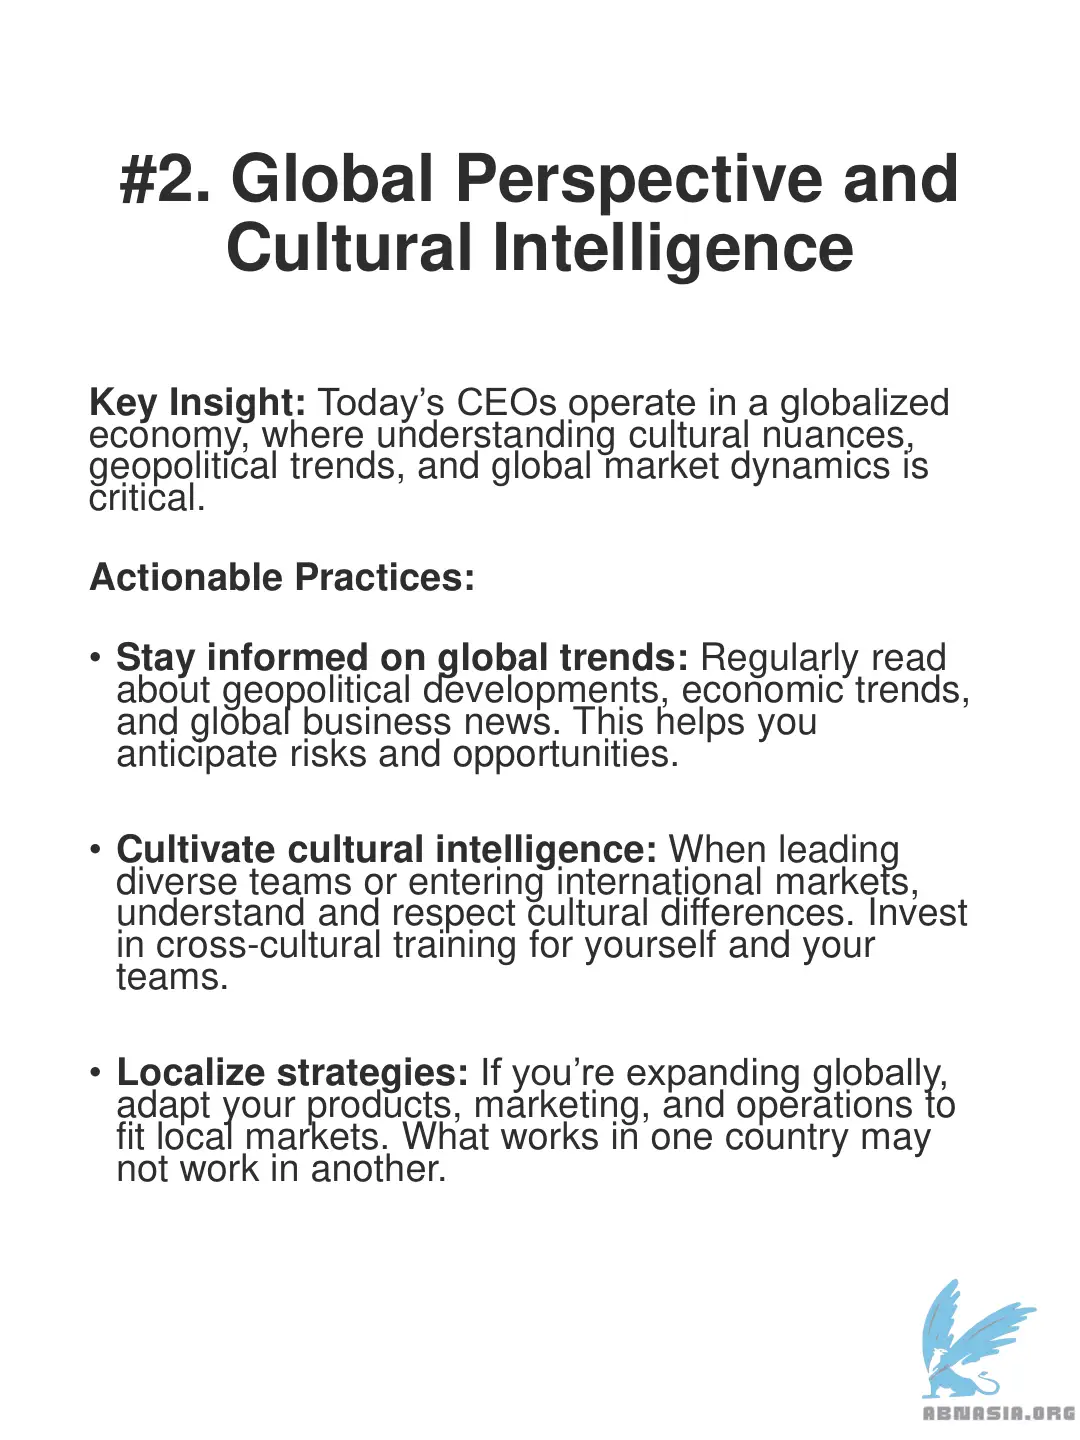 #2. Global Perspective and
Cultural Intelligence
Key Insight: Today’s CEOs operate in a globalized
economy, where understanding cultural nuances,
geopolitical trends, and global market dynamics is
critical.
Actionable Practices:
• Stay informed on global trends: Regularly read
about geopolitical developments, economic trends,
and global business news. This helps you
anticipate risks and opportunities.
• Cultivate cultural intelligence: When leading
diverse teams or entering international markets,
understand and respect cultural differences. Invest
in cross-cultural training for yourself and your
teams.
• Localize strategies: If you’re expanding globally,
adapt your products, marketing, and operations to
fit local markets. What works in one country may
not work in another.
ABNASIA.ORG